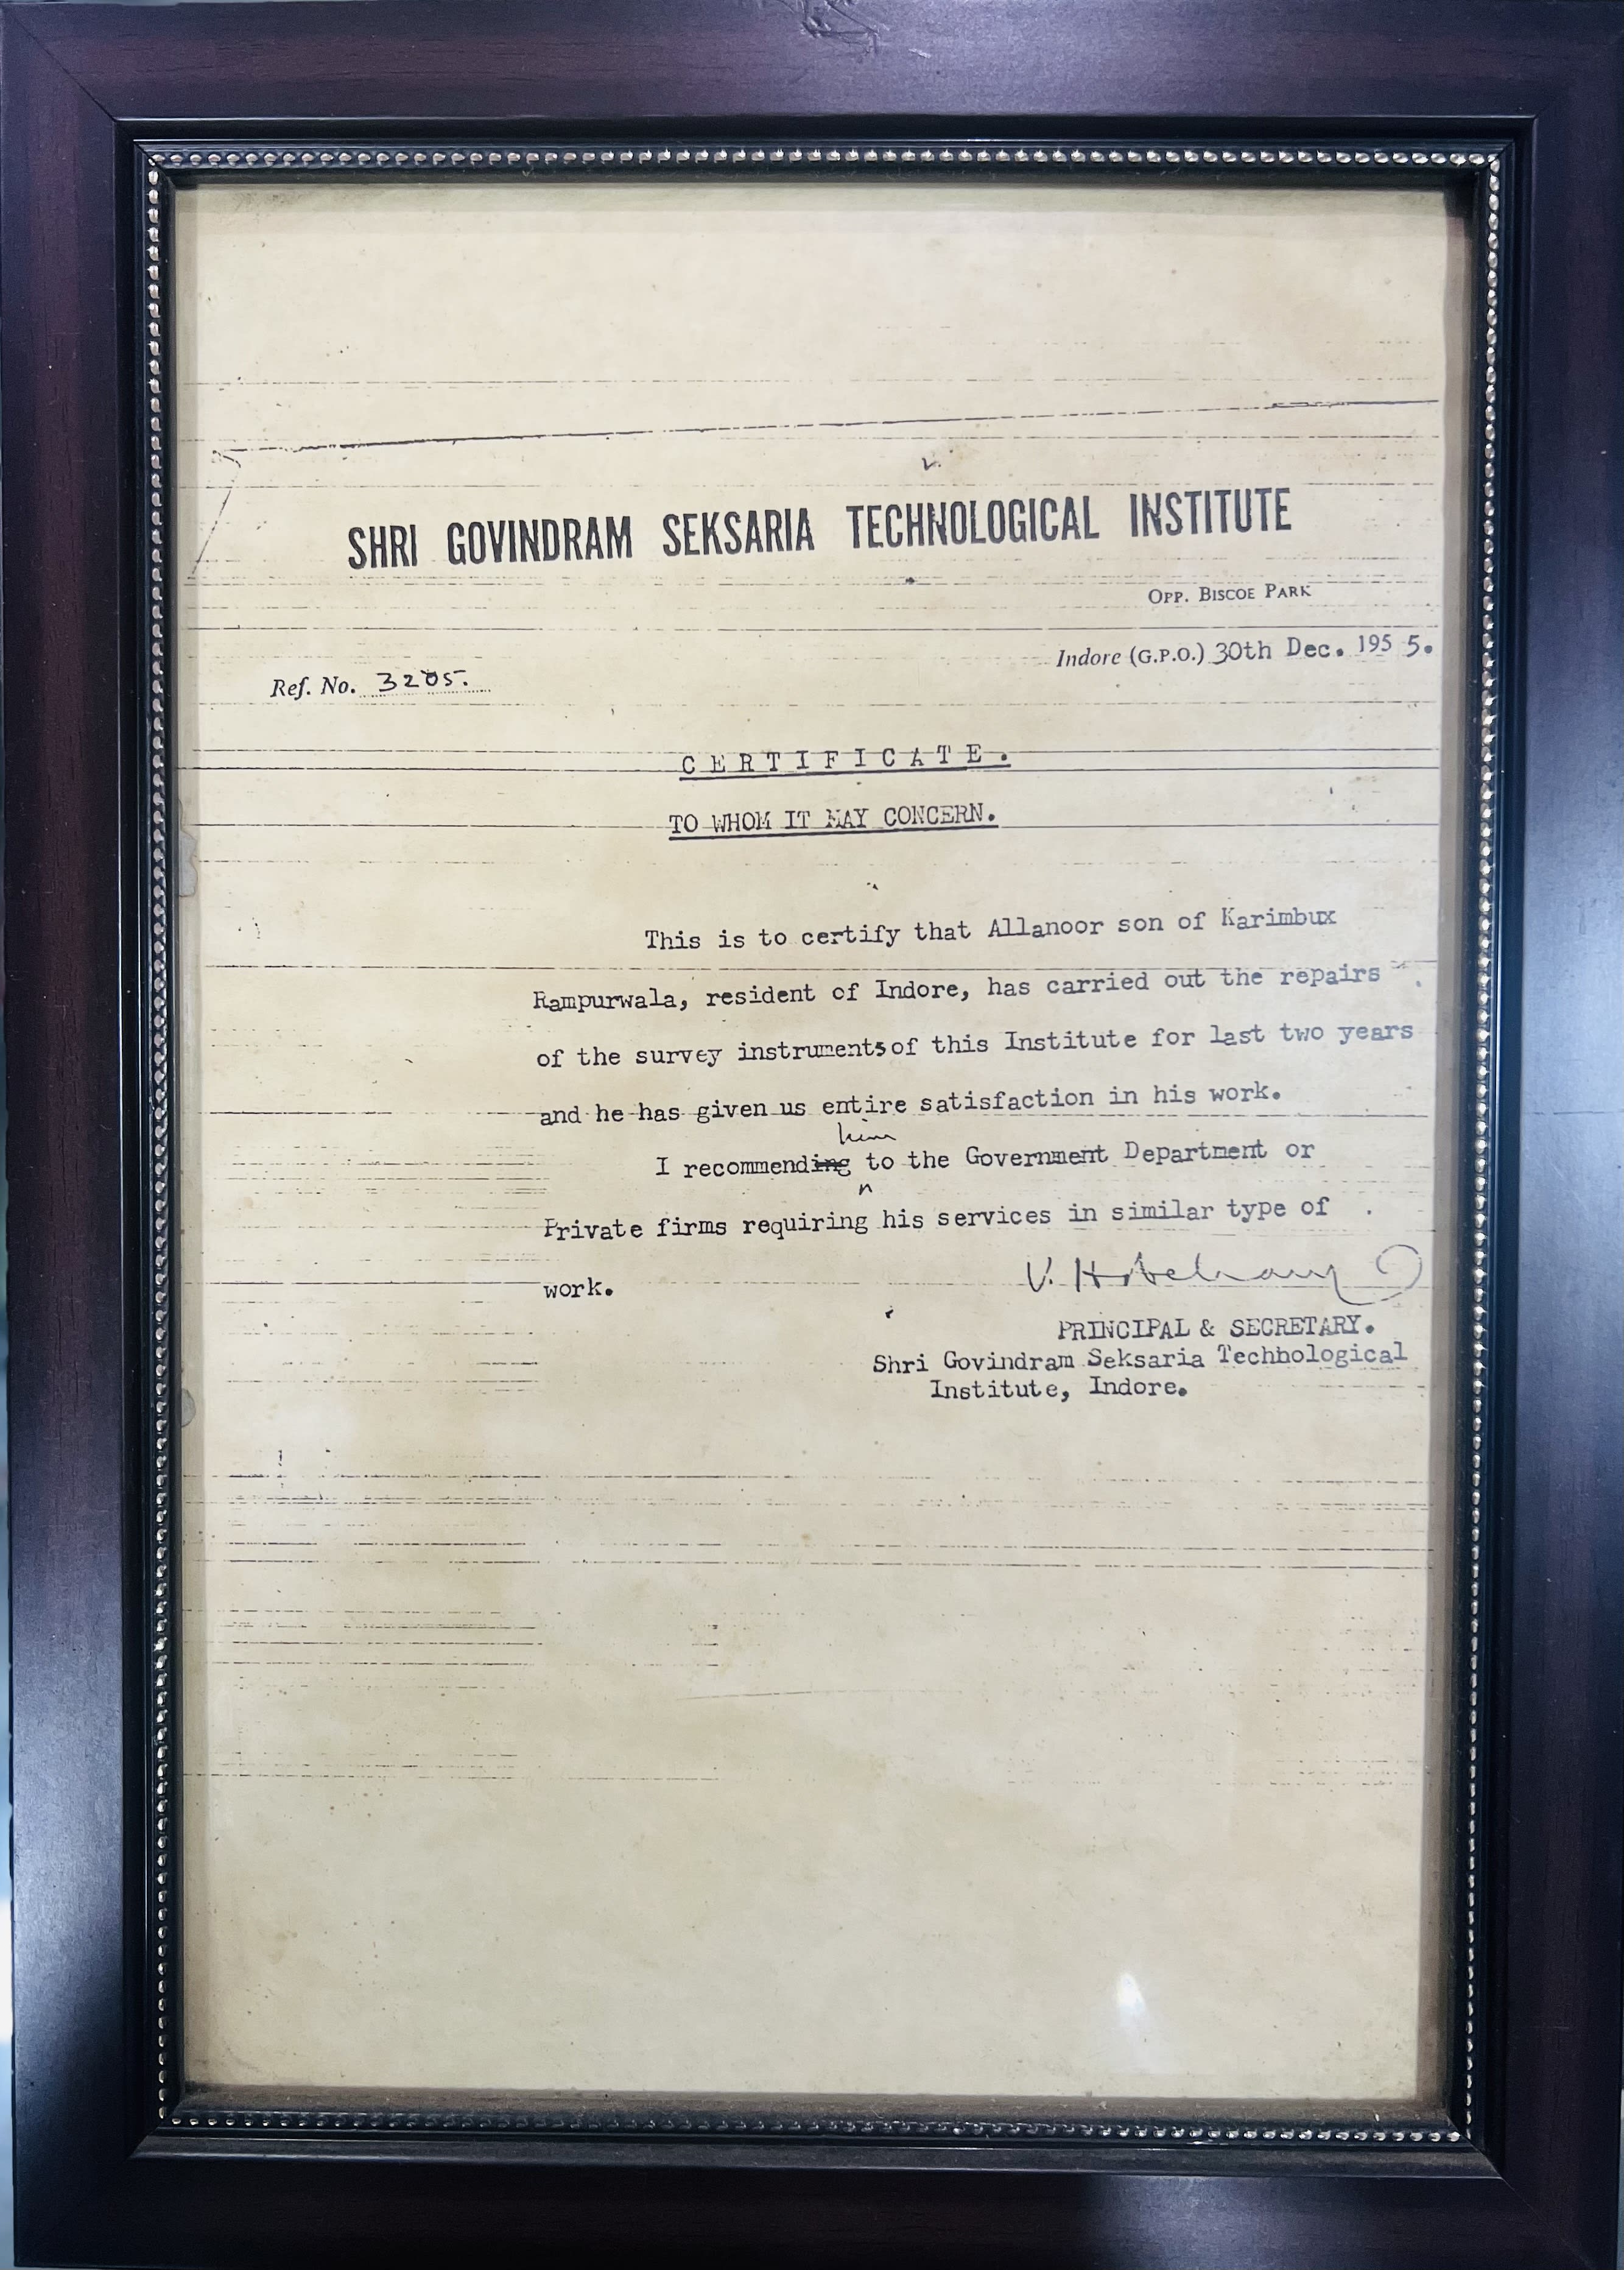 SHRI GOVINDRAM SEKSARIA TECHNOLOGICAL INSTITUTE
OPP. BISCOE PARK
Indore (G.P.O.) 30th Dec. 1955.
Ref. No. 3205.
CERTIFICATE.
TO WHOM IT MAY CONCERN.
This is to certify that Allanoor son of Karimbux
Rampurwala, resident of Indore, has carried out the repairs
of the survey instruments of this Institute for last two years
and he has given us entire satisfaction in his work.
him
I recommending to the Government Department or
Private firms requiring his services in similar type of
work.
PRINCIPAL & SECRETARY.
Shri Govindram Seksaria Techhological
Institute, Indore.